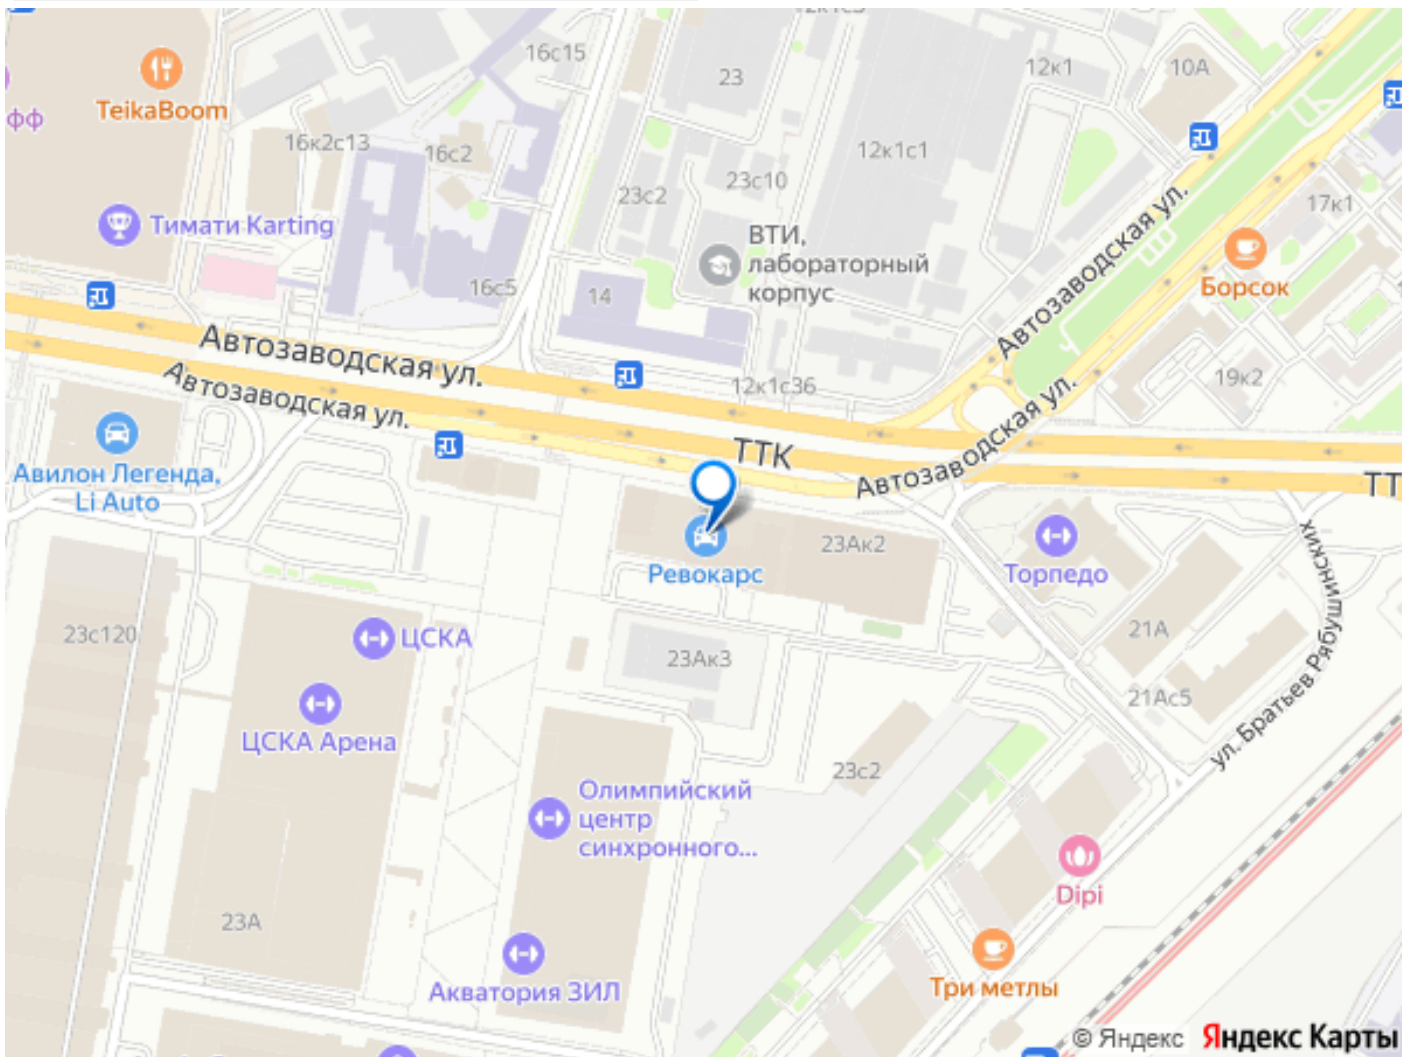 16с15
23
12к1
10А
TeikaBoom
фф
16к2с13
16с2
12к1с1
23с2
23с10
17к1
Тимати Karting
ВТИ,
лабораторный
корпус
Автозаводская ул.
16с5
14
Борсок
Автозаводская ул.
Автозаводская ул.
12к1с36
19к2
Автозаводская ул.
ТТК
Автозаводская ул.
ТТ
Авилон Легенда,
Li Auto
23Ак2
Ревокарс
Торпедо
ул. Братьев Рябушинских
23с120
ЦСКА
21А
23Ак3
21Ас5
ЦСКА Арена
23с2
Олимпийский
центр
синхронного...
Dipi
23А
Акватория ЗИЛ
Три метлы
© Яндекс Яндекс Карты